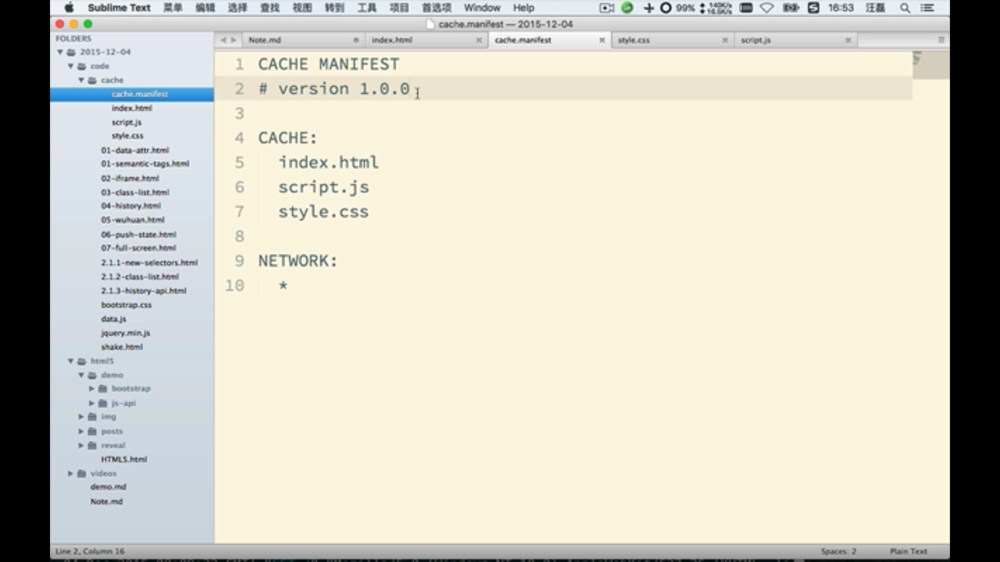 Sublime Text 菜单 编辑 选择 查找 视图 转到 工具 项目 首选项 Window Help 99% 16:53 汪磊
cache.manifest — 2015-12-04
FOLDERS
2015-12-04
code
cache
cache.manifest
index.html
script.js
style.css
01-data-attr.html
01-semantic-tags.html
02-iframe.html
03-class-list.html
04-history.html
05-wuhuan.html
06-push-state.html
07-full-screen.html
2.1.1-new-selectors.html
2.1.2-class-list.html
2.1.3-history-api.html
bootstrap.css
data.js
jquery.min.js
shake.html
html5
demo
bootstrap
js-api
img
posts
reveal
HTML5.html
videos
demo.md
Note.md
Note.md index.html cache.manifest style.css script.js
1 CACHE MANIFEST
2 # version 1.0.0
3
4 CACHE:
5 index.html
6 script.js
7 style.css
8
9 NETWORK:
10 *
Line 2, Column 16 Spaces: 2 Plain Text